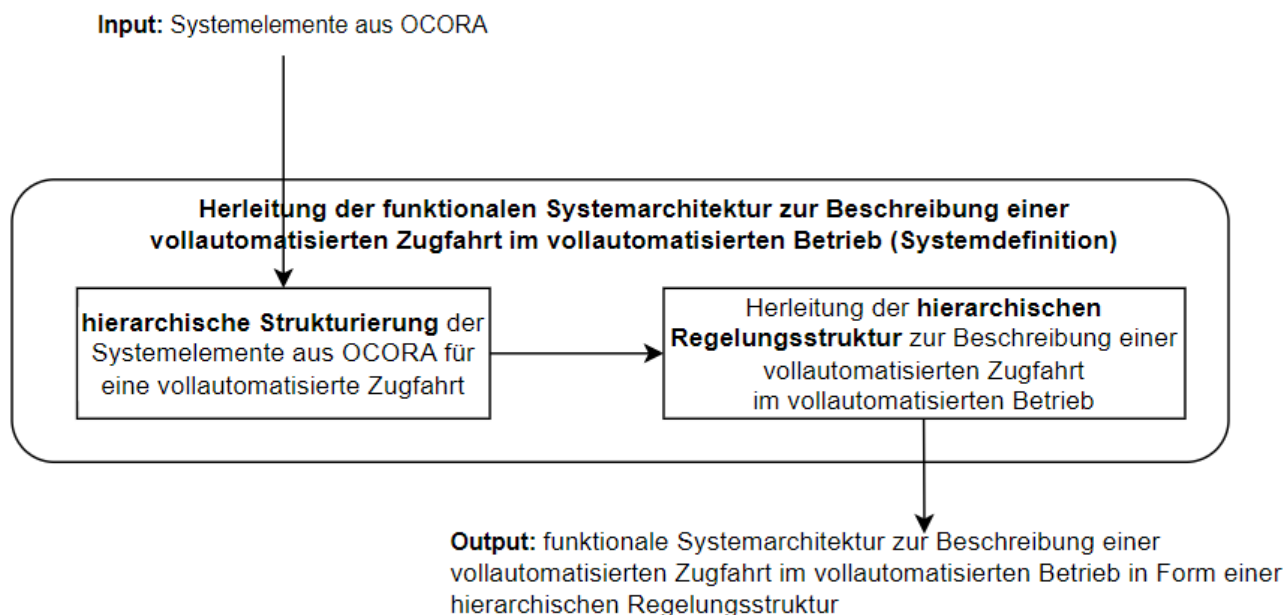 Input: Systemelemente aus OCORA
Herleitung der funktionalen Systemarchitektur zur Beschreibung einer
vollautomatisierten Zugfahrt im vollautomatisierten Betrieb (Systemdefinition)
hierarchische Strukturierung der
Systemelemente aus OCORA für
eine vollautomatisierte Zugfahrt
Herleitung der hierarchischen
Regelungsstruktur zur Beschreibung einer
vollautomatisierten Zugfahrt
im vollautomatisierten Betrieb
Output: funktionale Systemarchitektur zur Beschreibung einer
vollautomatisierten Zugfahrt im vollautomatisierten Betrieb in Form einer
hierarchischen Regelungsstruktur